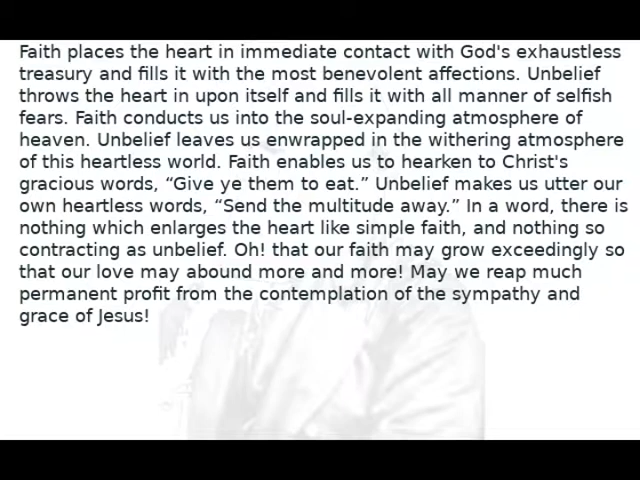 Faith places the heart in immediate contact with God's exhaustless
treasury and fills it with the most benevolent affections. Unbelief
throws the heart in upon itself and fills it with all manner of selfish
fears. Faith conducts us into the soul-expanding atmosphere of
heaven. Unbelief leaves us enwrapped in the withering atmosphere
of this heartless world. Faith enables us to hearken to Christ's
gracious words, “Give ye them to eat.” Unbelief makes us utter our
own heartless words, “Send the multitude away.” In a word, there is
nothing which enlarges the heart like simple faith, and nothing so
contracting as unbelief. Oh! that our faith may grow exceedingly so
that our love may abound more and more! May we reap much
permanent profit from the contemplation of the sympathy and
grace of Jesus!